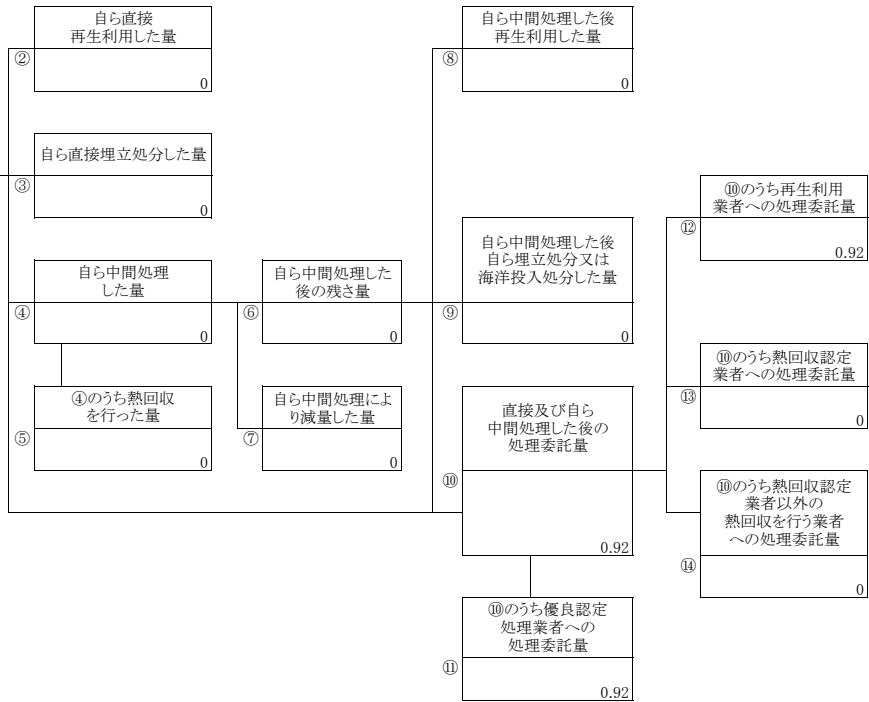 自ら直接
再生利用した量
②
0
自ら直接埋立処分した量
③
0
自ら中間処理
した量
④
0
④のうち熱回収
を行った量
⑤
0
自ら中間処理した
後の残さ量
⑥
0
自ら中間処理によ
り減量した量
⑦
0
自ら中間処理した後
再生利用した量
⑧
0
自ら中間処理した後
自ら埋立処分又は
海洋投入処分した量
⑨
0
直接及び自ら
中間処理した後の
処理委託量
⑩
0.92
⑩のうち優良認定
処理業者への
処理委託量
⑪
0.92
⑩のうち再生利用
業者への処理委託量
⑫
0.92
⑩のうち熱回収認定
業者への処理委託量
⑬
0
⑩のうち熱回収認定
業者以外の
熱回収を行う業者
への処理委託量
⑭
0